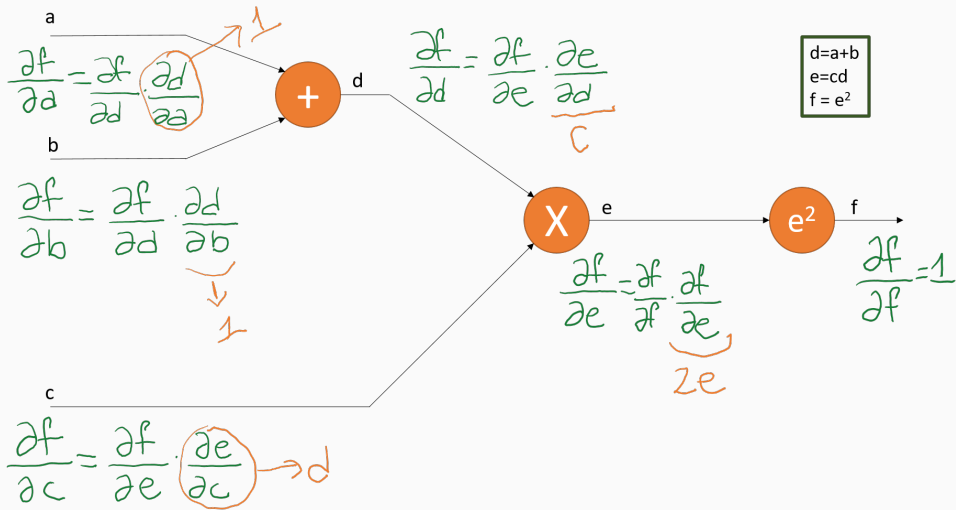 a
∂f/∂a = ∂f/∂d · ∂d/∂a → 1
b
∂f/∂b = ∂f/∂d · ∂d/∂b
1
+
d
∂f/∂d = ∂f/∂e · ∂e/∂d
c
d=a+b
e=cd
f = e²
X
e
∂f/∂e = ∂f/∂f · ∂f/∂e
2e
e²
f
∂f/∂f = 1
c
∂f/∂c = ∂f/∂e · ∂e/∂c → d